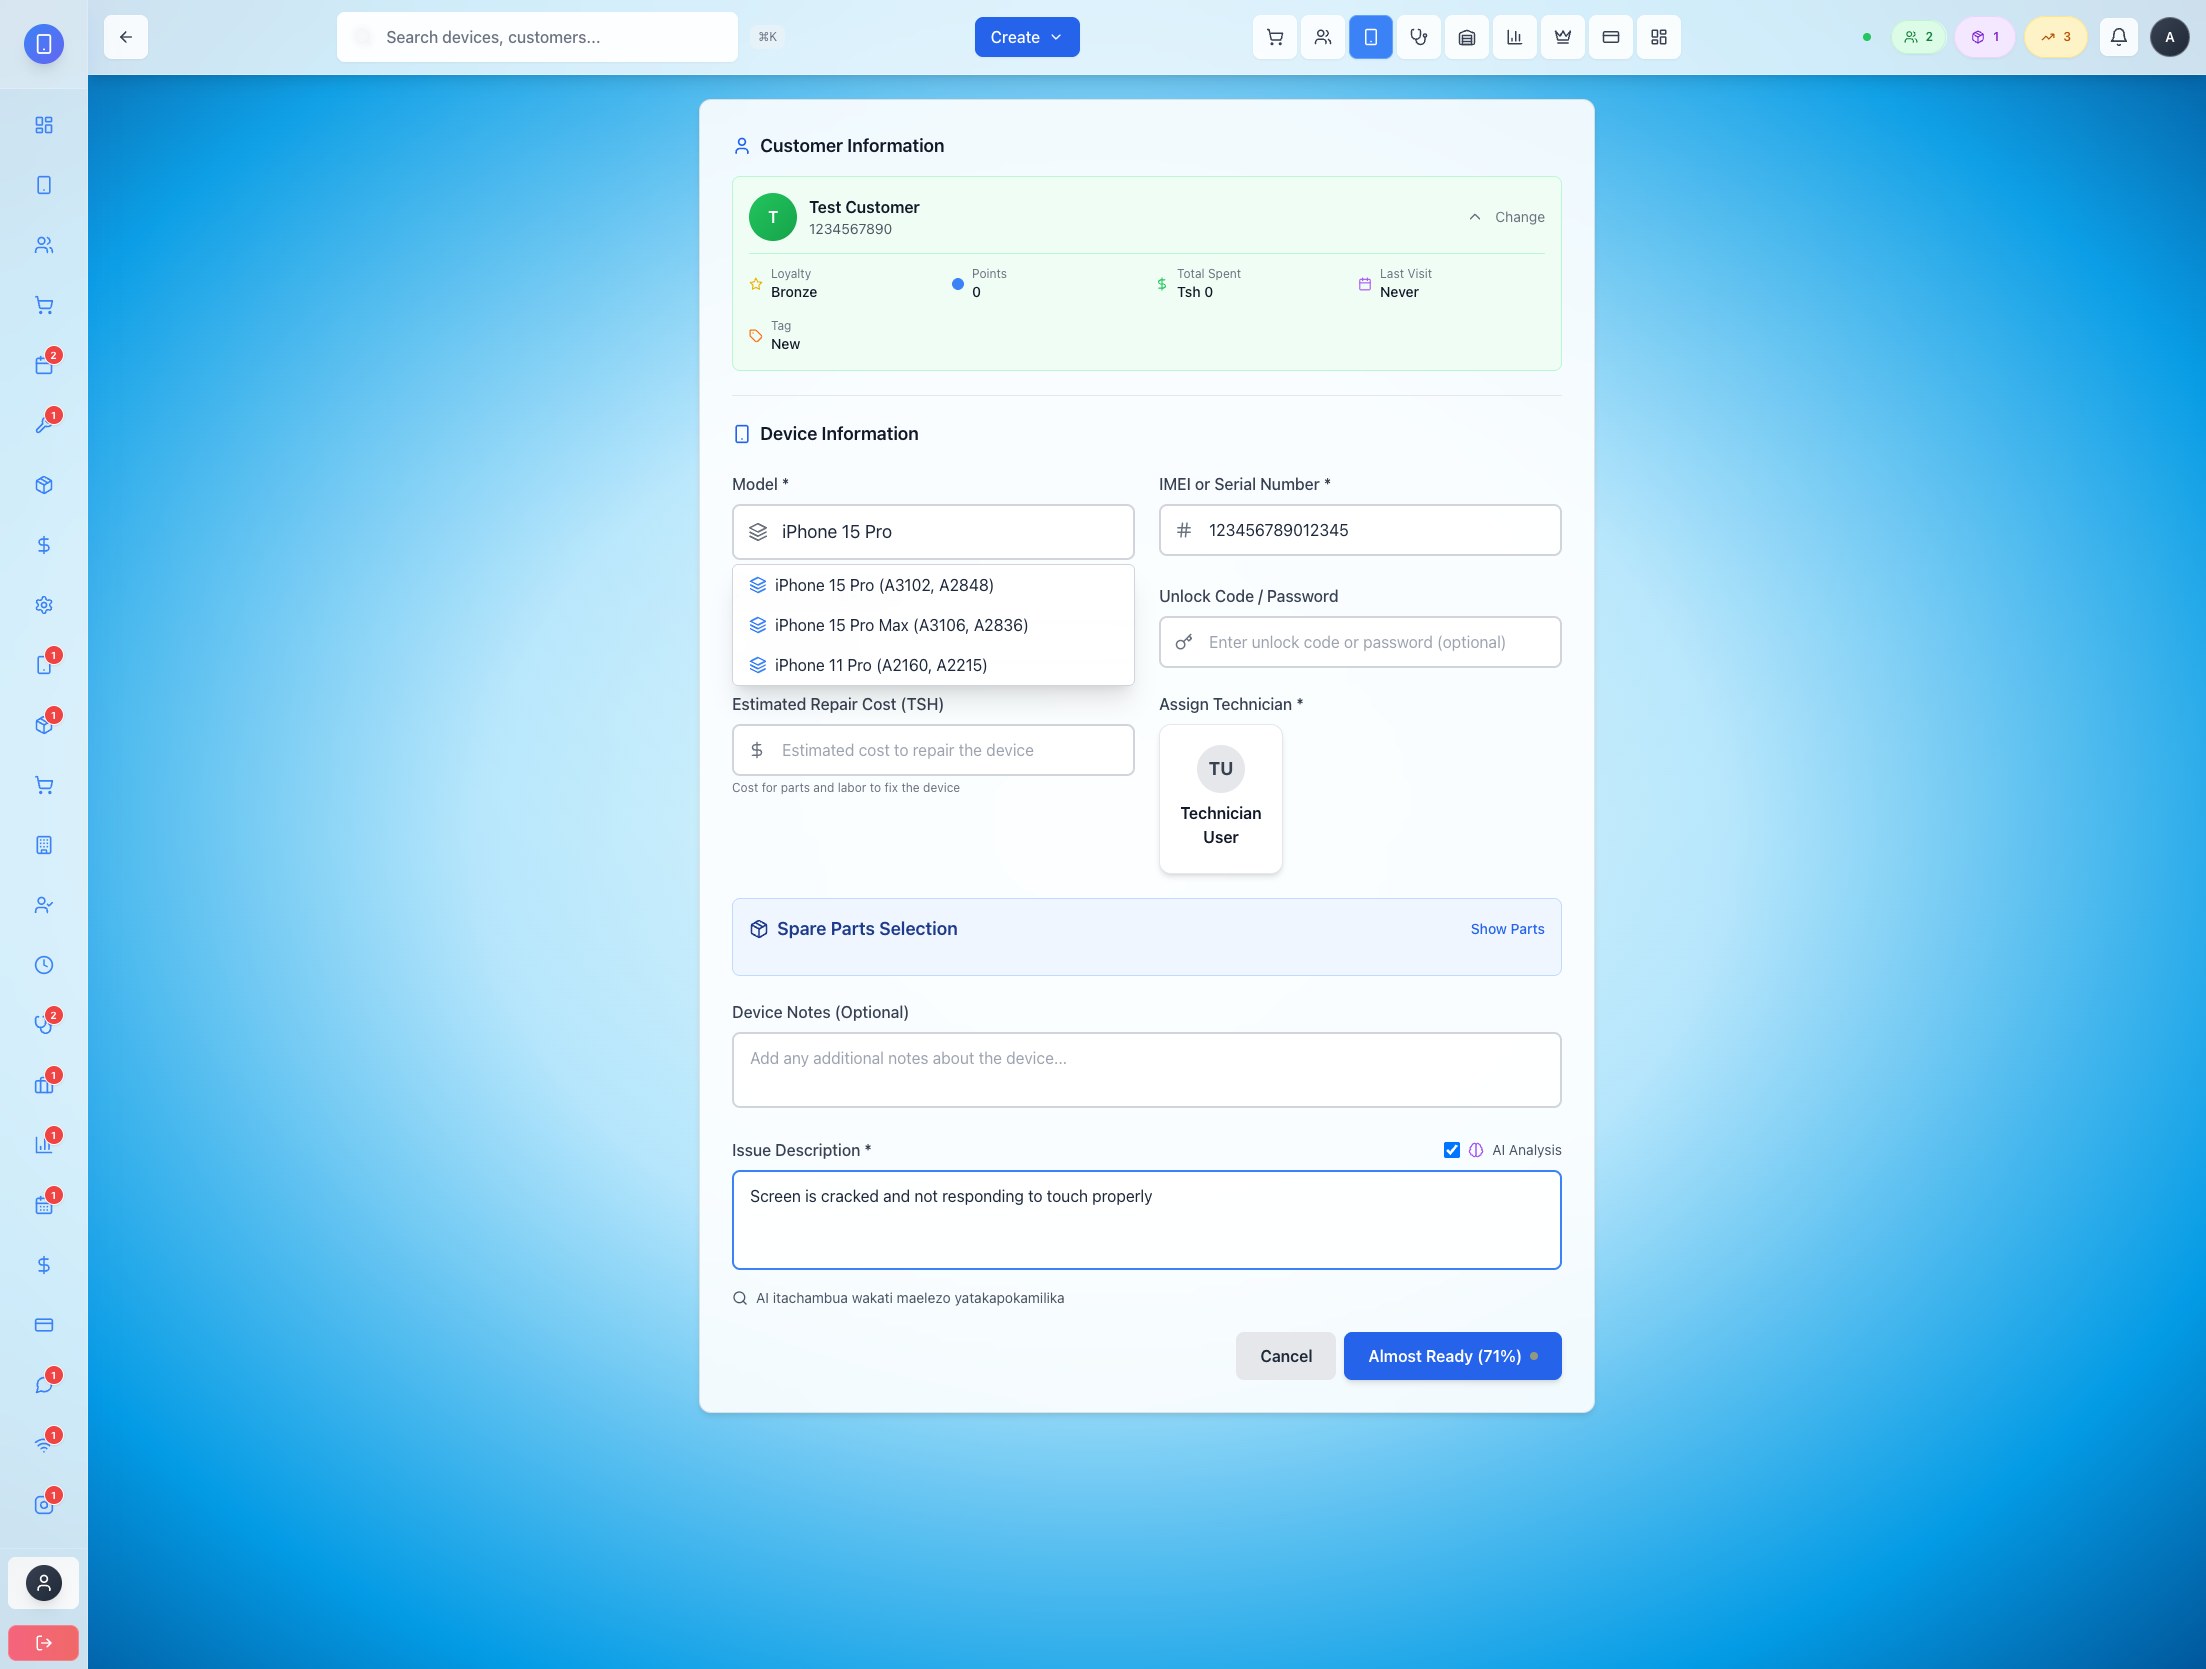 Search devices, customers...
⌘K
Create
2
1
3
A
2
1
1
1
2
1
1
1
1
1
1
Customer Information
T
Test Customer
1234567890
Change
Loyalty
Bronze
Points
0
Total Spent
Tsh 0
Last Visit
Never
Tag
New
Device Information
Model *
iPhone 15 Pro
iPhone 15 Pro (A3102, A2848)
iPhone 15 Pro Max (A3106, A2836)
iPhone 11 Pro (A2160, A2215)
IMEI or Serial Number *
123456789012345
Unlock Code / Password
Enter unlock code or password (optional)
Estimated Repair Cost (TSH)
Estimated cost to repair the device
Cost for parts and labor to fix the device
Assign Technician *
TU
Technician
User
Spare Parts Selection
Show Parts
Device Notes (Optional)
Add any additional notes about the device...
Issue Description *
AI Analysis
Screen is cracked and not responding to touch properly
AI itachambua wakati maelezo yatakapokamilika
Cancel
Almost Ready (71%)